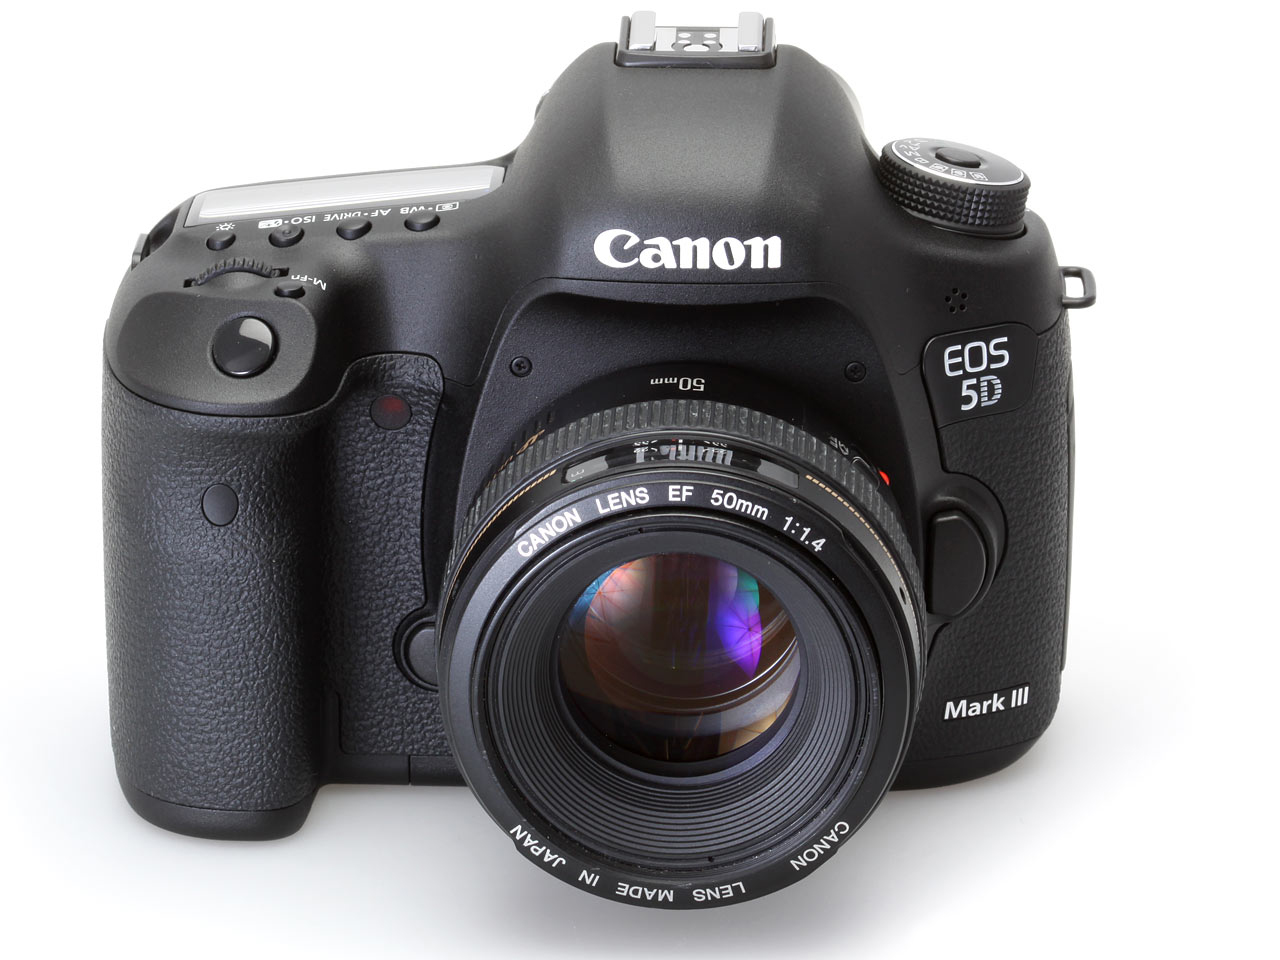 WB AF•DRIVE ISO•
M-Fn
Canon
EOS
5D
50mm
CANON LENS EF 50mm 1:1.4
Mark III
CANON LENS MADE IN JAPAN